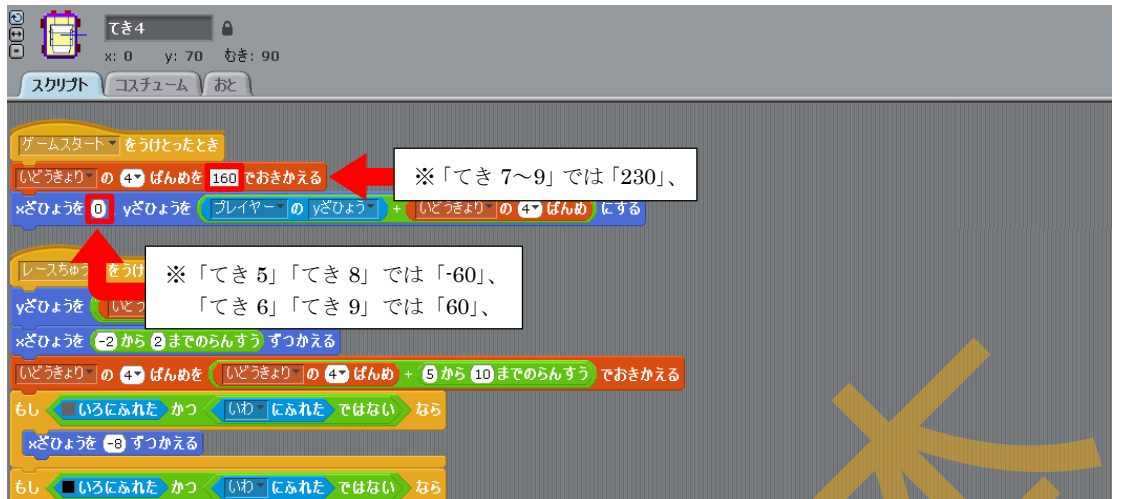 てき4
x: 0 y: 70 むき: 90
スクリプト コスチューム おと
ゲームスタート をうけとったとき
いどうきょり の 4 ばんめを 160 でおきかえる
※「てき 7～9」では「230」、
xざひょうを 0 、yざひょうを プレイヤー の yざひょう + いどうきょり の 4 ばんめ にする
レースちゅう をうけ
※「てき 5」「てき 8」では「-60」、
「てき 6」「てき 9」では「60」、
yざひょうを いどう
xざひょうを -2 から 2 までのらんすう ずつかえる
いどうきょり の 4 ばんめを いどうきょり の 4 ばんめ + 5 から 10 までのらんすう でおきかえる
もし いろにふれた かつ いわ にふれた ではない なら
xざひょうを -8 ずつかえる
もし いろにふれた かつ いわ にふれた ではない なら